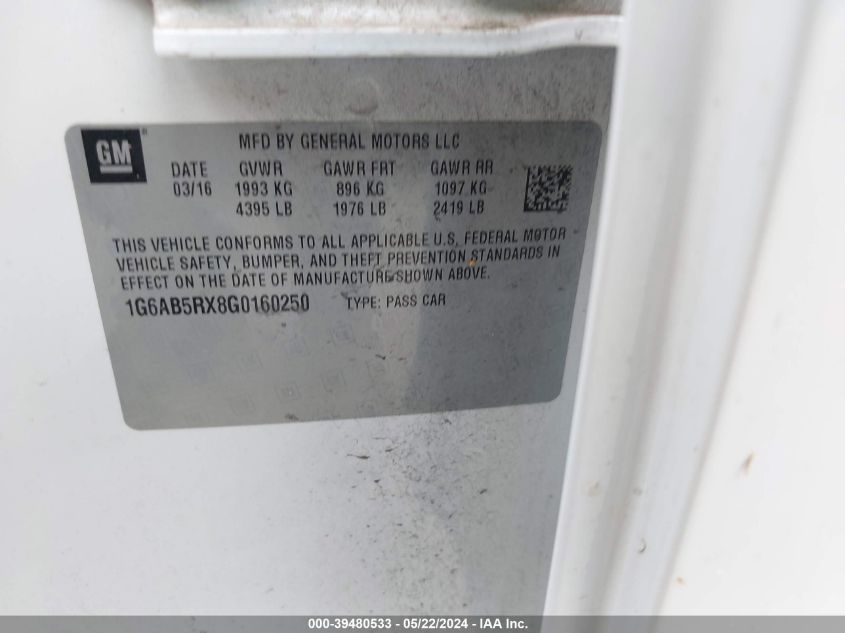 GM®
MFD BY GENERAL MOTORS LLC
DATE GVWR GAWR FRT GAWR RR
03/16 1993 KG 896 KG 1097 KG
4395 LB 1976 LB 2419 LB
THIS VEHICLE CONFORMS TO ALL APPLICABLE U.S. FEDERAL MOTOR
VEHICLE SAFETY, BUMPER, AND THEFT PREVENTION STANDARDS IN
EFFECT ON THE DATE OF MANUFACTURE SHOWN ABOVE.
1G6AB5RX8G0160250 TYPE: PASS CAR
000-39480533 - 05/22/2024 - IAA Inc.